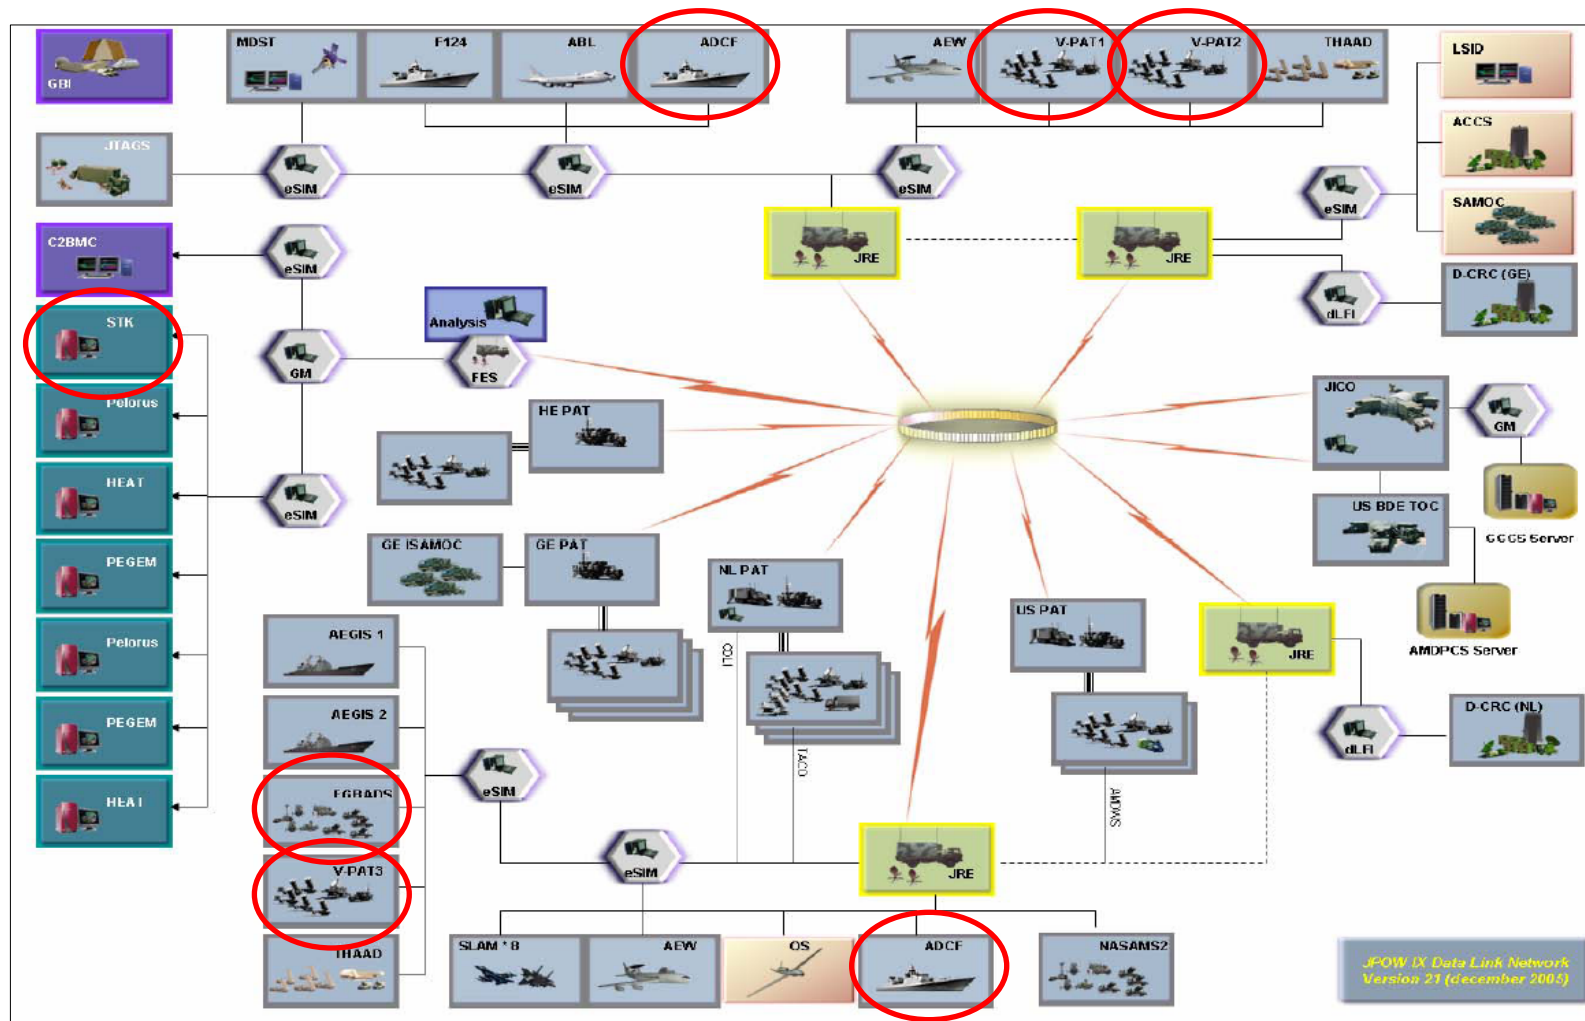 GBI
MDST
F124
ABL
ADCF
AEW
V-PAT1
V-PAT2
THAAD
LSID
JTAGS
eSIM
eSIM
eSIM
ACCS
eSIM
SAMOC
C2BMC
eSIM
JRE
JRE
D-CRC (GE)
dLFI
STK
Analysis
GM
FES
Pelorus
HE PAT
JICO
GM
HEAT
eSIM
US BDE TOC
GCCS Server
PEGEM
GE ISAMOC
GE PAT
NL PAT
US PAT
AMDPCS Server
JRE
Pelorus
AEGIS 1
CDLI
PEGEM
AEGIS 2
TACO
D-CRC (NL)
dLFI
HEAT
eSIM
FGBADS
AMDWS
V-PAT3
eSIM
JRE
THAAD
SLAM * 8
AEW
OS
ADCF
NASAMS2
JPOW IX Data Link Network
Version 21 (december 2005)